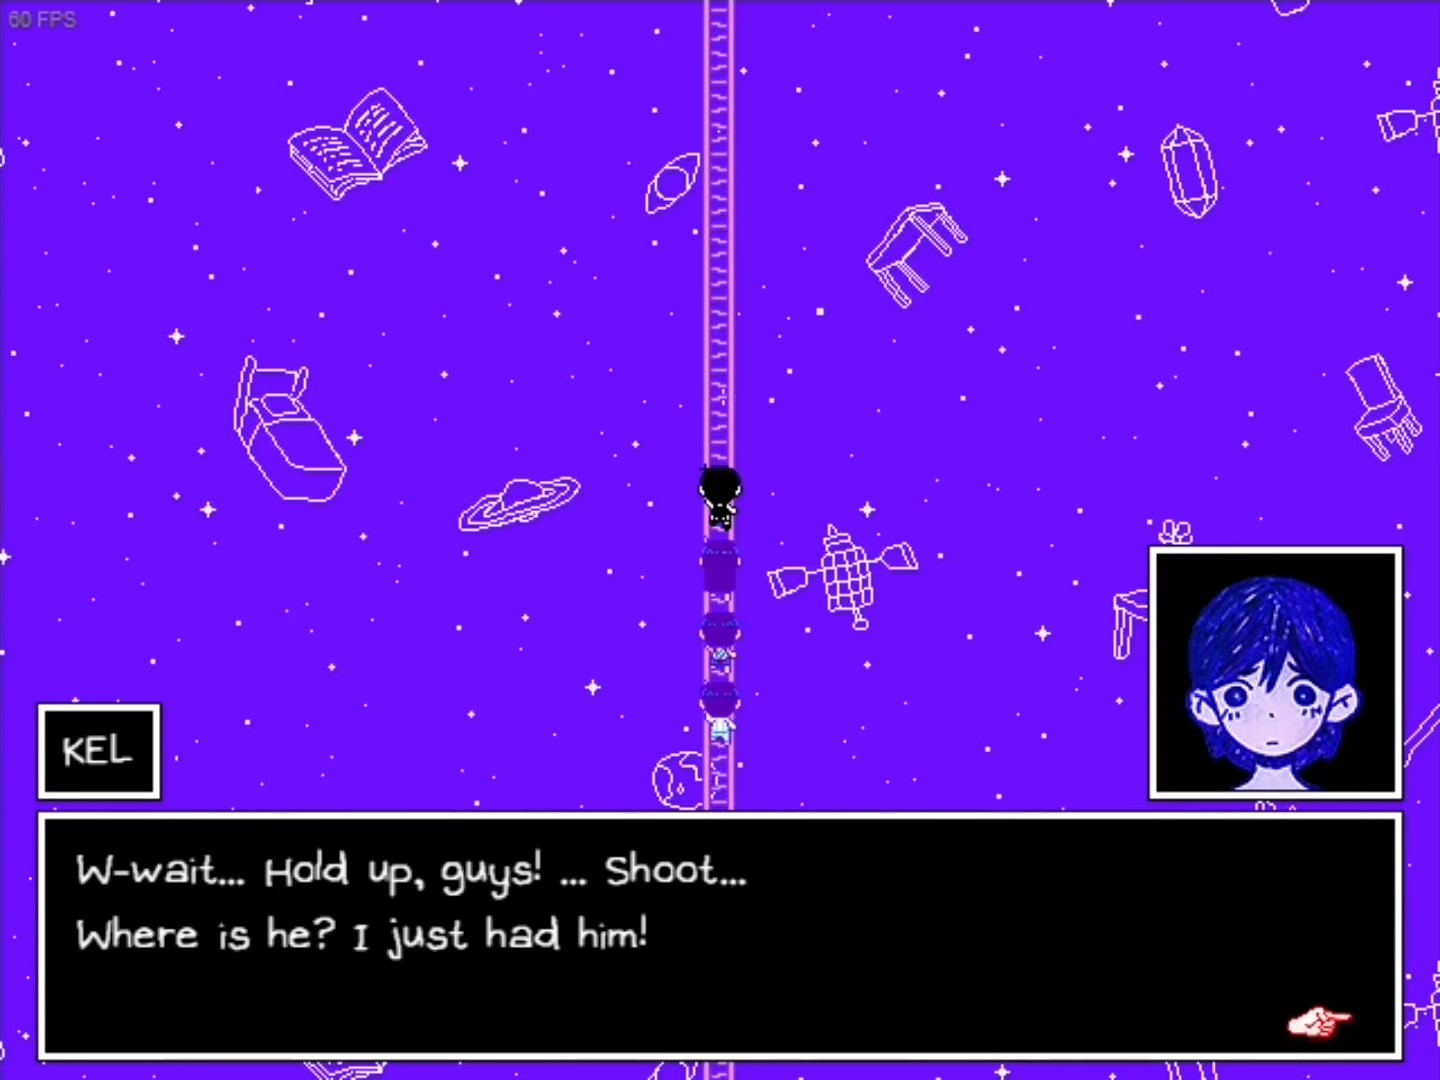 60 FPS
KEL
W-wait... Hold up, guys! ... Shoot...
Where is he? I just had him!